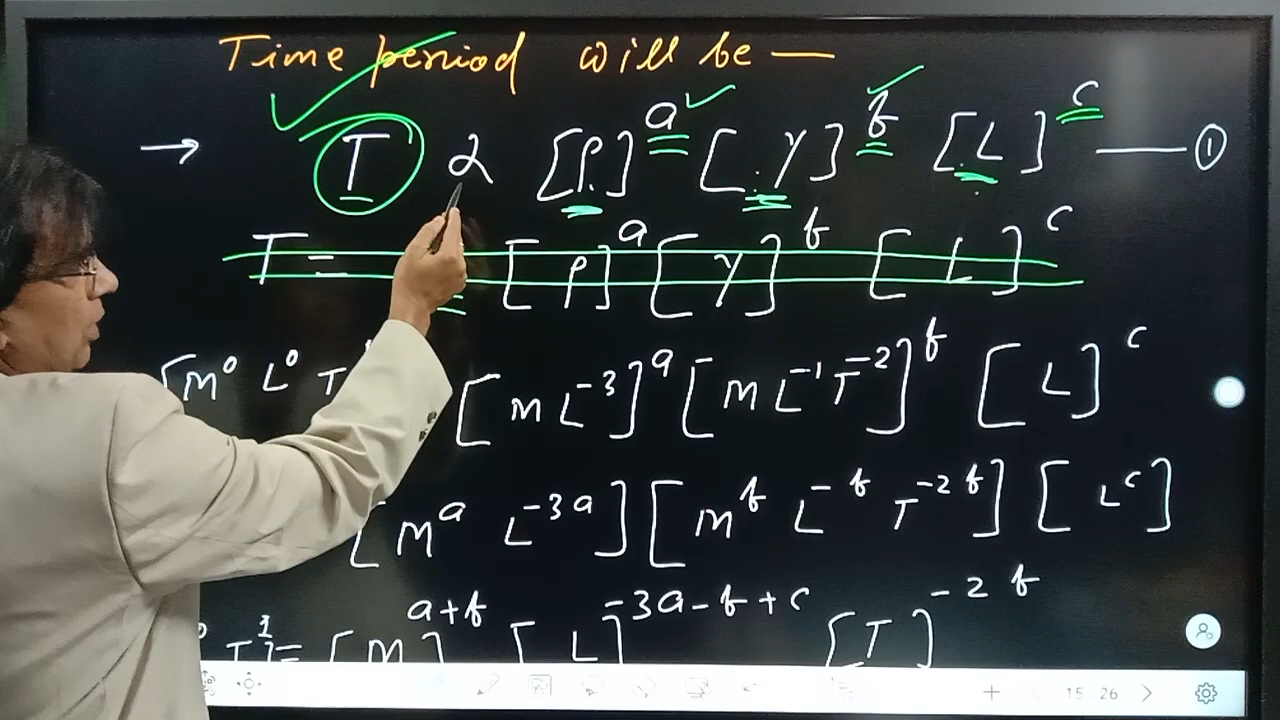 Time period will be —
→ T α [ρ]^a [γ]^b [L]^c — ①
T = [ρ]^a [γ]^b [L]^c
[M⁰ L⁰ T [M L⁻³]^a [M L⁻¹ T⁻²]^b [L]^c
[M^a L^-3a] [M^b L^-b T^-2b] [L^c]
T¹] = [M]^a+b [L]^-3a-b+c [T]^-2b
15 26